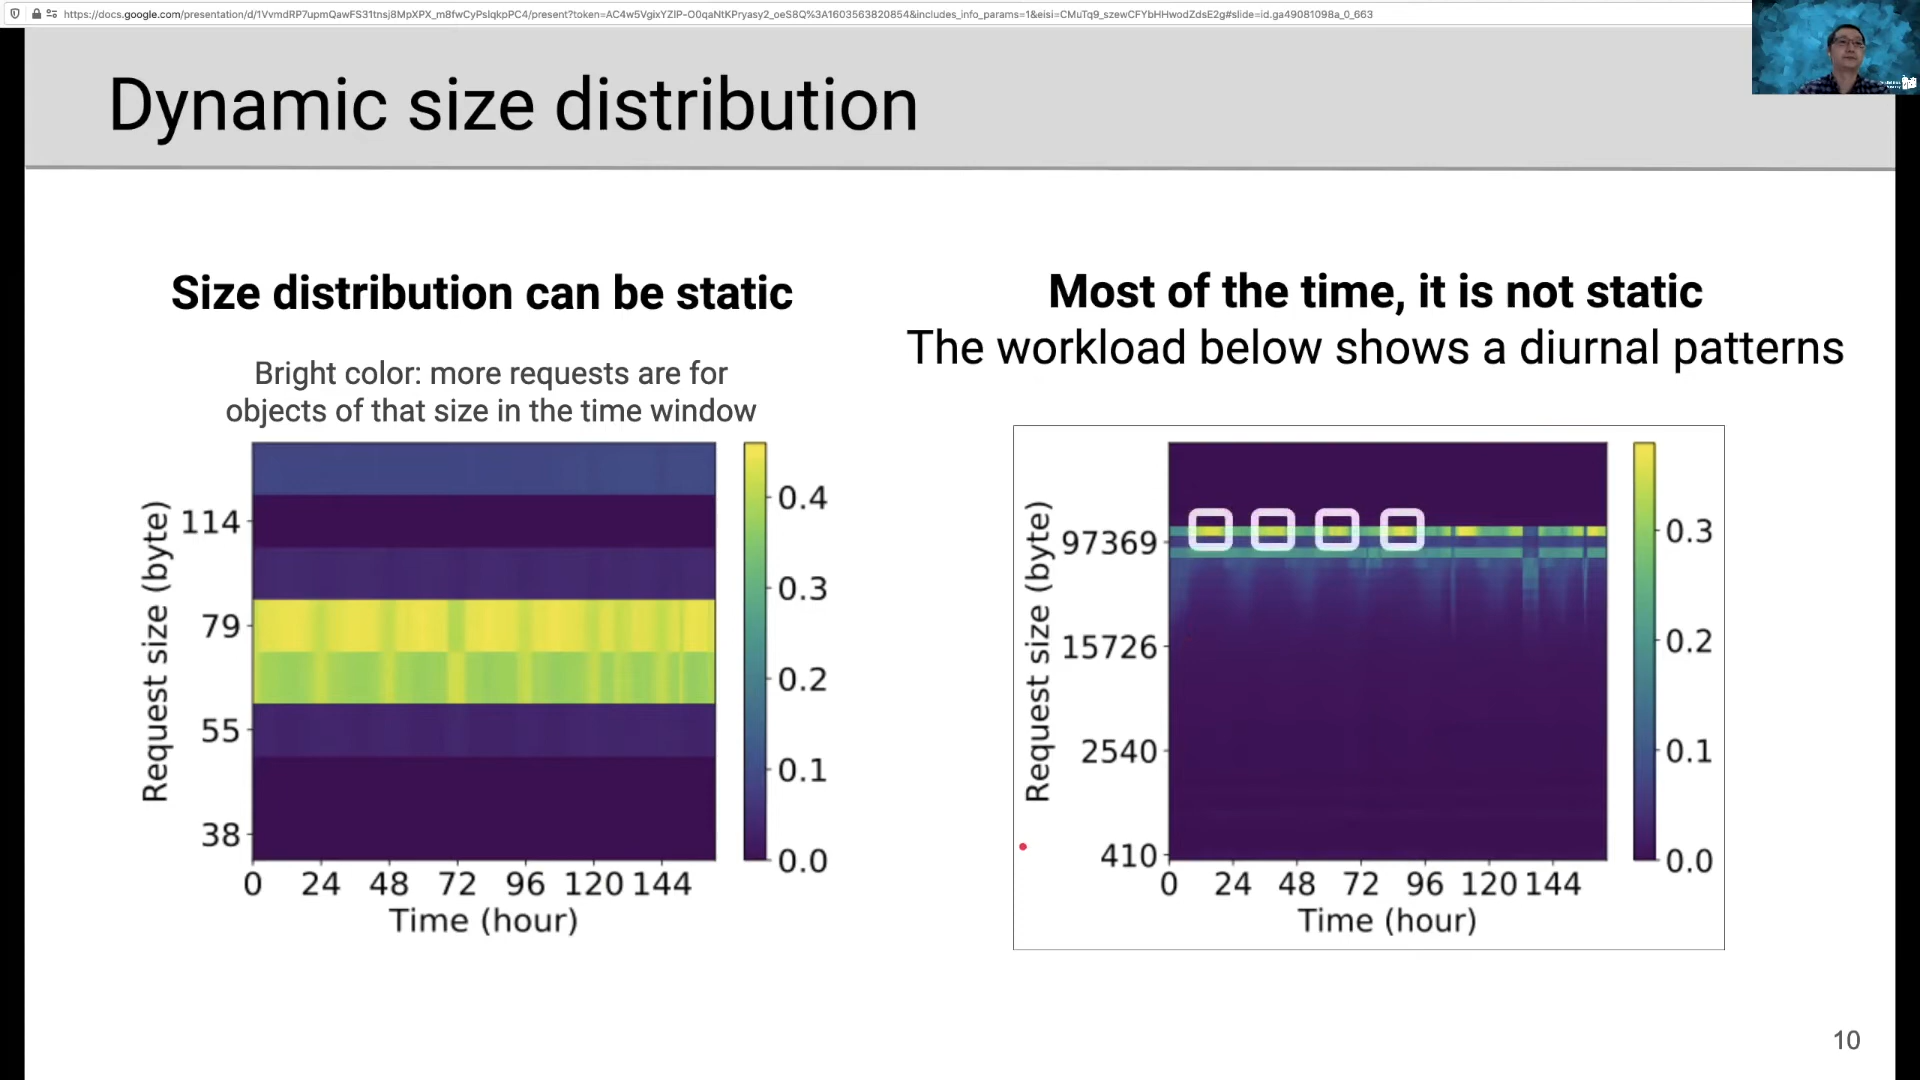 https://docs.google.com/presentation/d/1VvmdRP7upmQawFS31tnsj8MpXPX_m8fwCyPslqkpPC4/present?token=AC4w5VgixYZlP-O0qaNtKPryasy2_oeS8Q%3A1603563820854&includes_info_params=1&eisi=CMuTq9_szewCFYbHHwodZdsE2g#slide=id.ga49081098a_0_663
Dynamic size distribution
Size distribution can be static
Bright color: more requests are for
objects of that size in the time window
Request size (byte)
114
79
55
38
0 24 48 72 96 120 144
Time (hour)
0.4
0.3
0.2
0.1
0.0
Most of the time, it is not static
The workload below shows a diurnal patterns
Request size (byte)
97369
15726
2540
410
0 24 48 72 96 120 144
Time (hour)
0.3
0.2
0.1
0.0
10